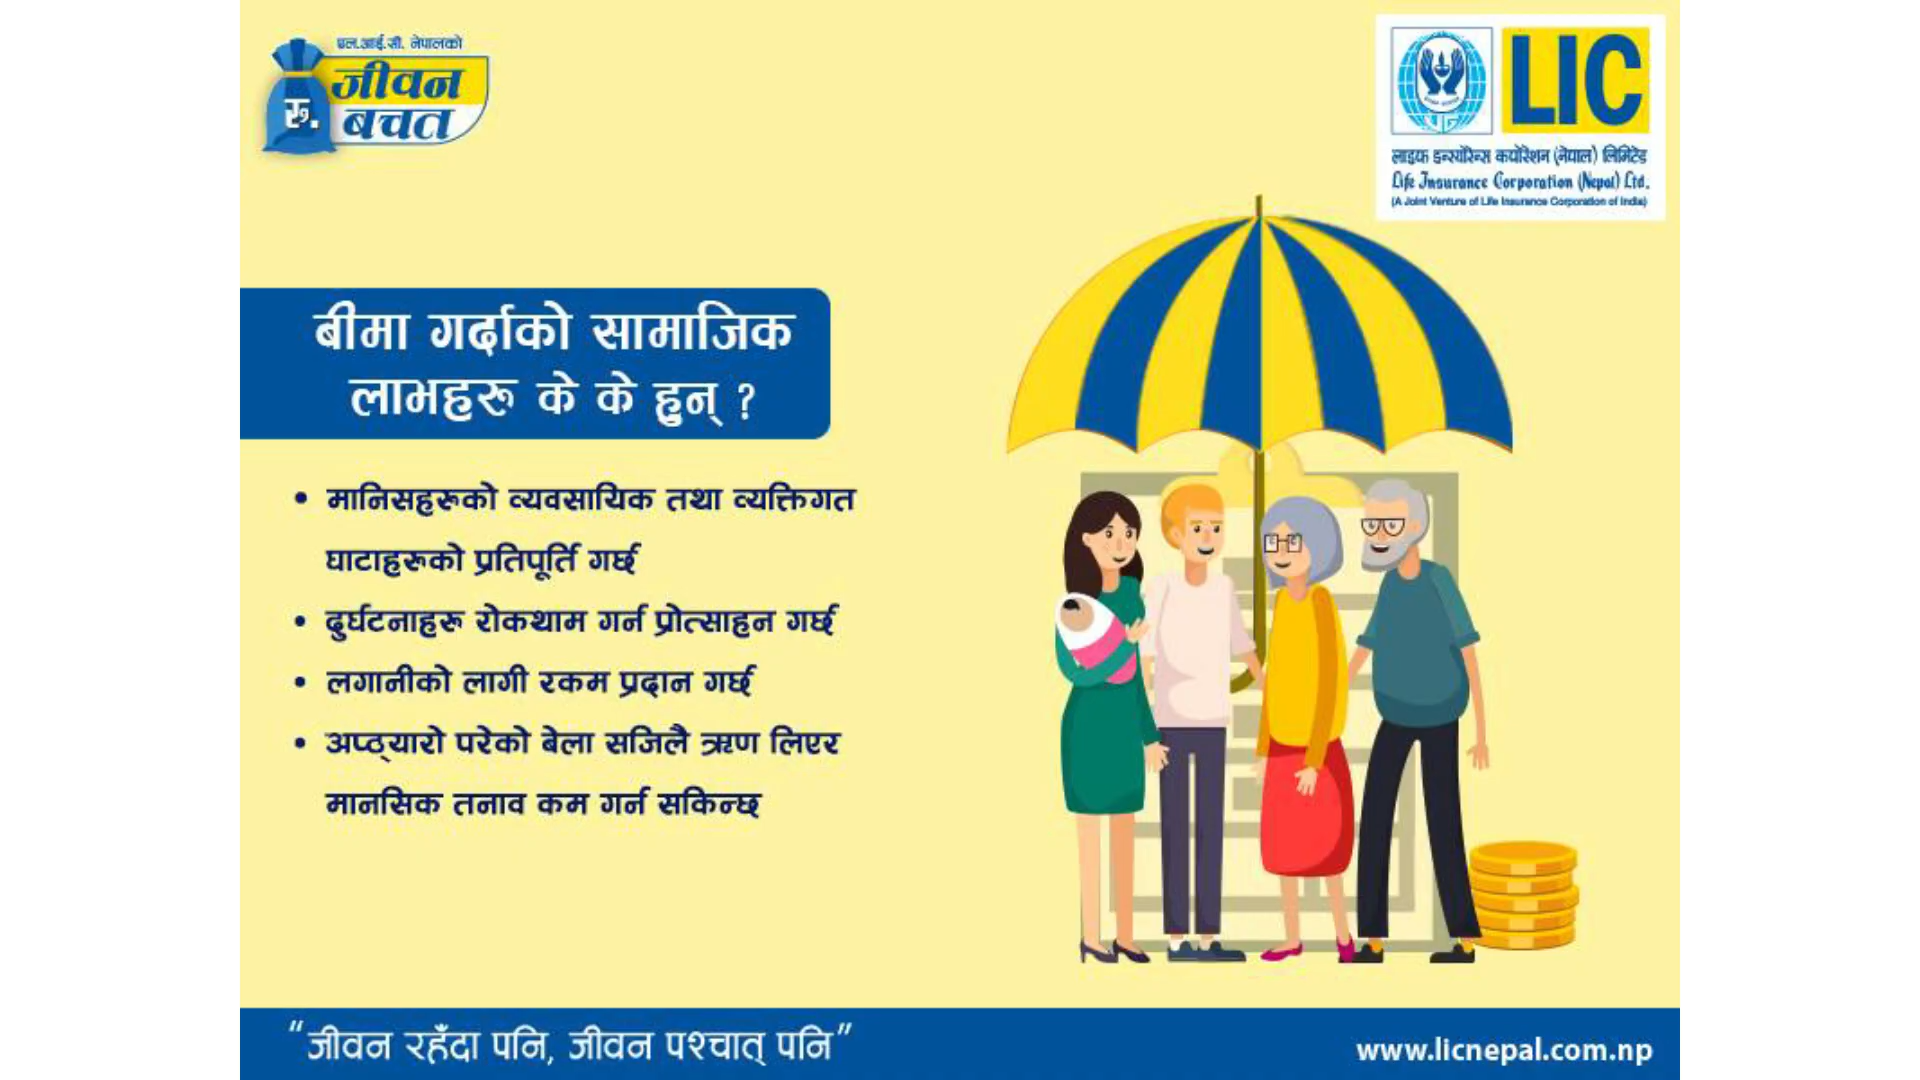 एल.आई.सी. नेपालको
जीवन
रु.
बचत
LIC
लाइफ इन्स्योरेन्स कर्पोरेशन (नेपाल) लिमिटेड
Life Insurance Corporation (Nepal) Ltd.
(A Joint Venture of Life Insurance Corporation of India)
बीमा गर्दाको सामाजिक
लाभहरू के के हुन् ?
• मानिसहरूको व्यवसायिक तथा व्यक्तिगत
घाटाहरूको प्रतिपूर्ति गर्छ
• दुर्घटनाहरू रोकथाम गर्न प्रोत्साहन गर्छ
• लगानीको लागी रकम प्रदान गर्छ
• अप्ठ्यारो परेको बेला सजिलै ऋण लिएर
मानसिक तनाव कम गर्न सकिन्छ
“जीवन रहँदा पनि, जीवन पश्चात् पनि”
www.licnepal.com.np